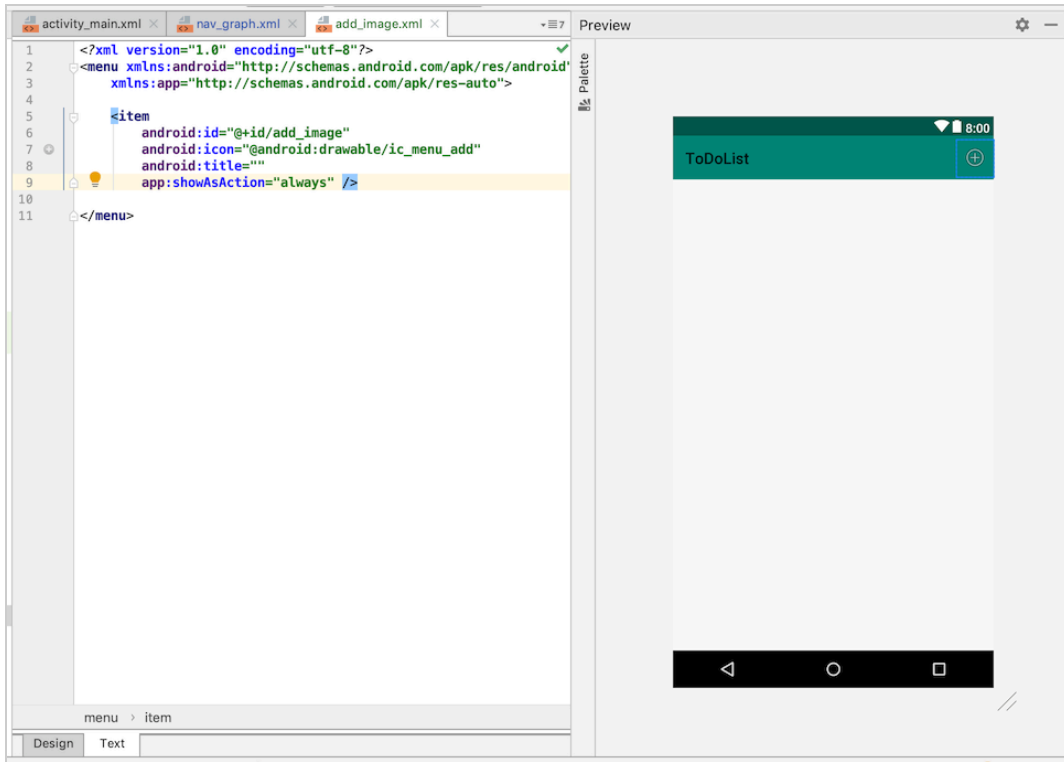 activity_main.xml nav_graph.xml add_image.xml 7 Preview
1 <?xml version="1.0" encoding="utf-8"?>
2 <menu xmlns:android="http://schemas.android.com/apk/res/android"
3 xmlns:app="http://schemas.android.com/apk/res-auto">
4
5 <item
6 android:id="@+id/add_image"
7 android:icon="@android:drawable/ic_menu_add"
8 android:title=""
9 app:showAsAction="always" />
10
11 </menu>
Palette
8:00
ToDoList
menu › item
Design Text